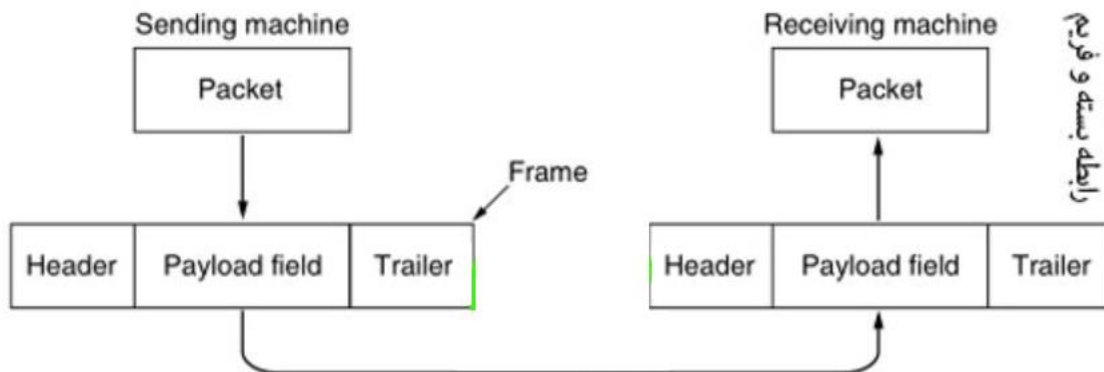 Sending machine
Receiving machine
Packet
Packet
Frame
Header
Payload field
Trailer
Header
Payload field
Trailer
رابطه بسته و فریم